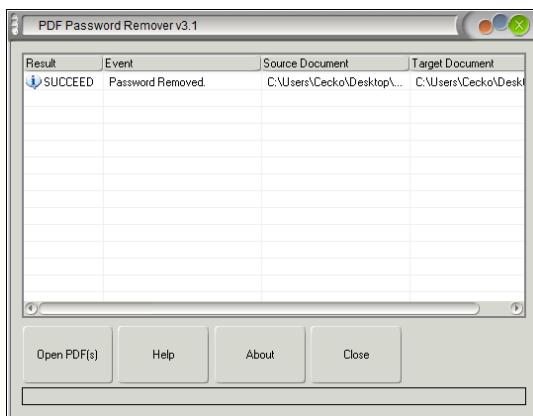 PDF Password Remover v3.1
Result Event Source Document Target Document
SUCCEED Password Removed. C:\Users\Cecko\Desktop\... C:\Users\Cecko\Deskt
Open PDF(s) Help About Close